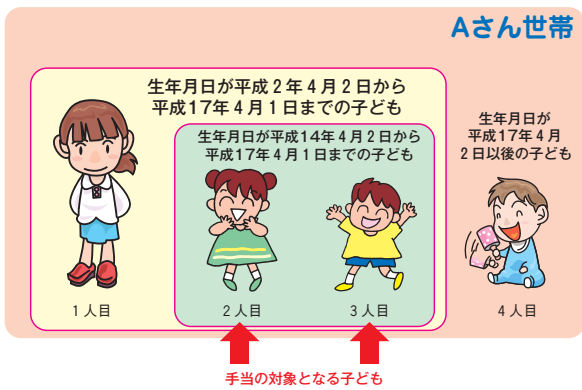 Aさん世帯
生年月日が平成2年4月2日から
平成17年4月1日までの子ども
生年月日が平成14年4月2日から
平成17年4月1日までの子ども
生年月日が
平成17年4月
2日以後の子ども
1人目
2人目
3人目
4人目
手当の対象となる子ども